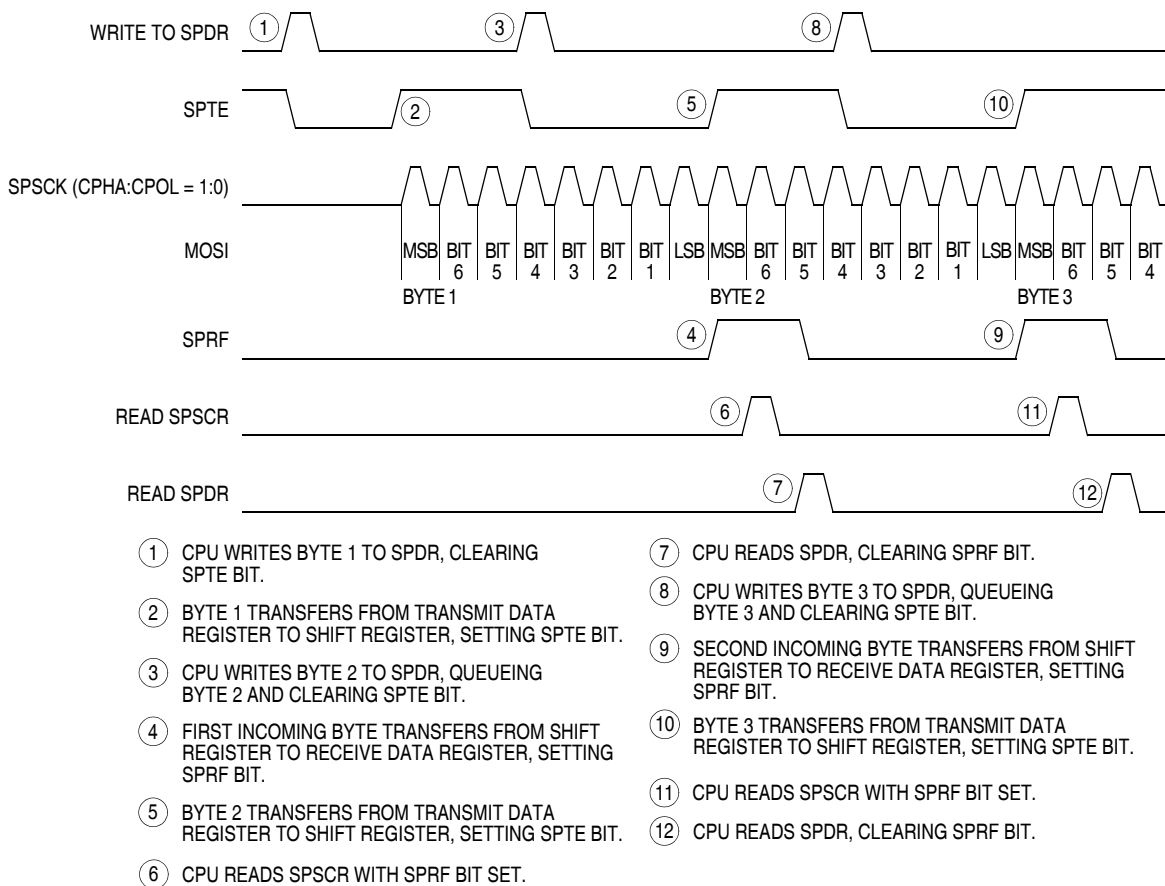 WRITE TO SPDR
1
3
8
SPTE
2
5
10
SPSCK (CPHA:CPOL = 1:0)
MOSI
MSB BIT 6 BIT 5 BIT 4 BIT 3 BIT 2 BIT 1 LSB MSB BIT 6 BIT 5 BIT 4 BIT 3 BIT 2 BIT 1 LSB MSB BIT 6 BIT 5 BIT 4
BYTE 1
BYTE 2
BYTE 3
SPRF
4
9
READ SPSCR
6
11
READ SPDR
7
12
1 CPU WRITES BYTE 1 TO SPDR, CLEARING
SPTE BIT.
2 BYTE 1 TRANSFERS FROM TRANSMIT DATA
REGISTER TO SHIFT REGISTER, SETTING SPTE BIT.
3 CPU WRITES BYTE 2 TO SPDR, QUEUEING
BYTE 2 AND CLEARING SPTE BIT.
4 FIRST INCOMING BYTE TRANSFERS FROM SHIFT
REGISTER TO RECEIVE DATA REGISTER, SETTING
SPRF BIT.
5 BYTE 2 TRANSFERS FROM TRANSMIT DATA
REGISTER TO SHIFT REGISTER, SETTING SPTE BIT.
6 CPU READS SPSCR WITH SPRF BIT SET.
7 CPU READS SPDR, CLEARING SPRF BIT.
8 CPU WRITES BYTE 3 TO SPDR, QUEUEING
BYTE 3 AND CLEARING SPTE BIT.
9 SECOND INCOMING BYTE TRANSFERS FROM SHIFT
REGISTER TO RECEIVE DATA REGISTER, SETTING
SPRF BIT.
10 BYTE 3 TRANSFERS FROM TRANSMIT DATA
REGISTER TO SHIFT REGISTER, SETTING SPTE BIT.
11 CPU READS SPSCR WITH SPRF BIT SET.
12 CPU READS SPDR, CLEARING SPRF BIT.